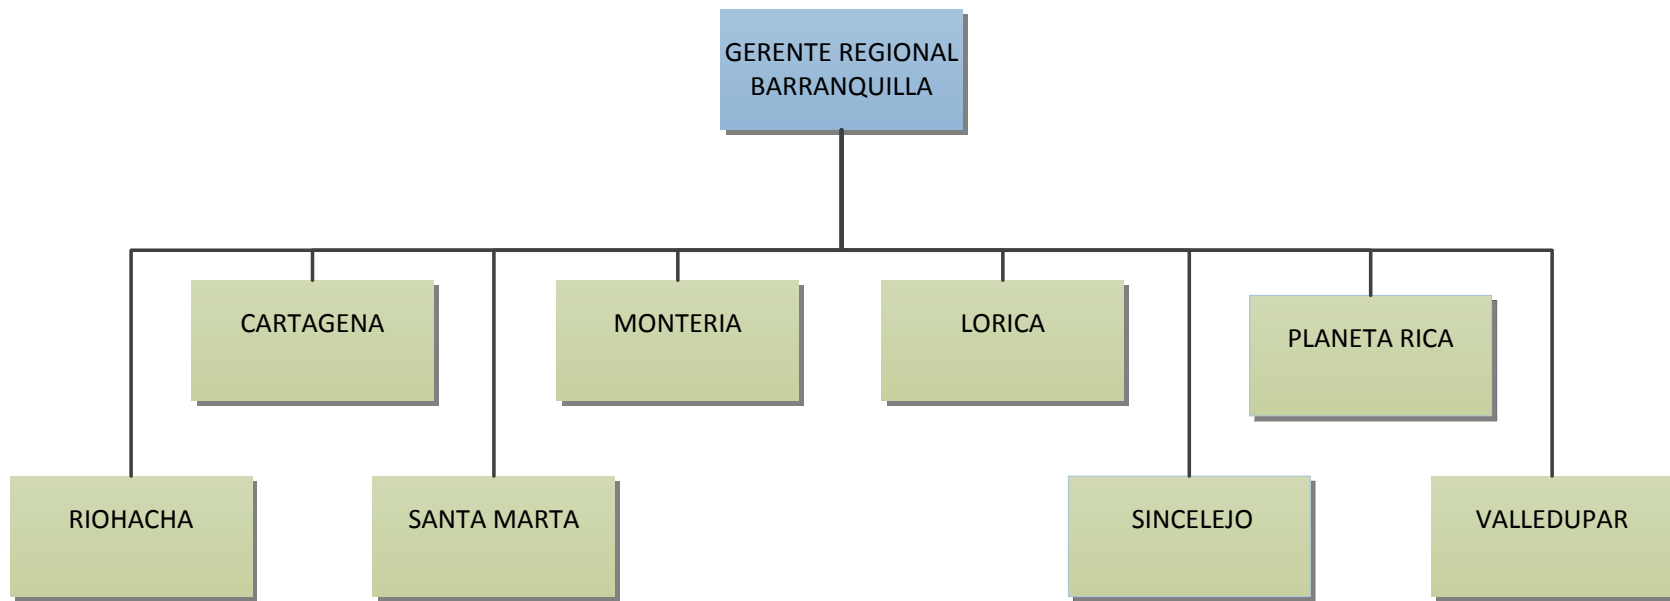 GERENTE REGIONAL
BARRANQUILLA
CARTAGENA
MONTERIA
LORICA
PLANETA RICA
RIOHACHA
SANTA MARTA
SINCELEJO
VALLEDUPAR